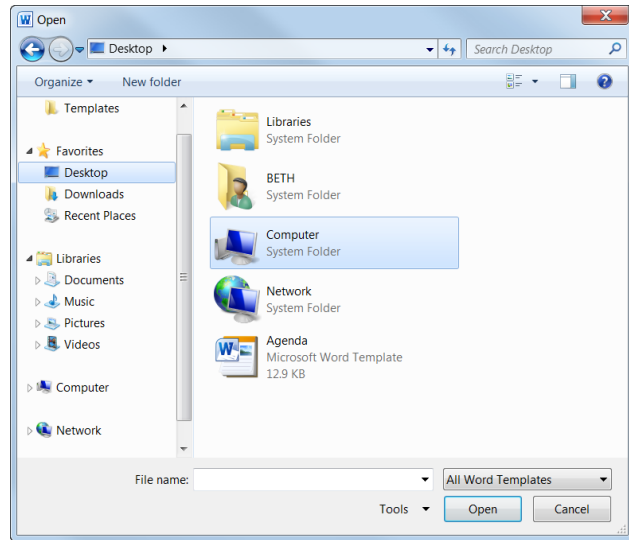 Open
Desktop
Search Desktop
Organize
New folder
Templates
Favorites
Desktop
Downloads
Recent Places
Libraries
Documents
Music
Pictures
Videos
Computer
Network
Libraries
System Folder
BETH
System Folder
Computer
System Folder
Network
System Folder
Agenda
Microsoft Word Template
12.9 KB
File name:
All Word Templates
Tools
Open
Cancel